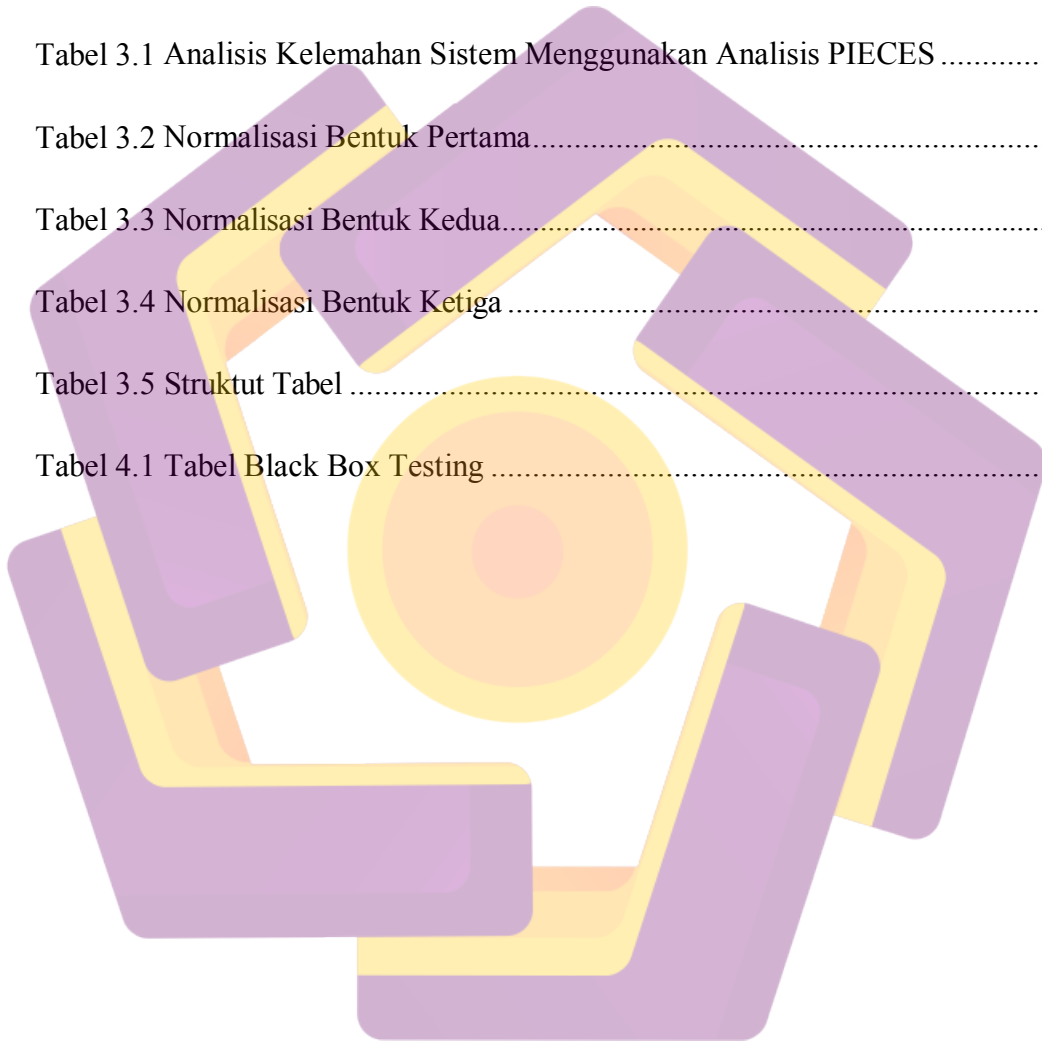 Tabel 3.1 Analisis Kelemahan Sistem Menggunakan Analisis PIECES ............
Tabel 3.2 Normalisasi Bentuk Pertama...............................................................
Tabel 3.3 Normalisasi Bentuk Kedua...................................................................
Tabel 3.4 Normalisasi Bentuk Ketiga ..................................................................
Tabel 3.5 Struktut Tabel ......................................................................................
Tabel 4.1 Tabel Black Box Testing .....................................................................